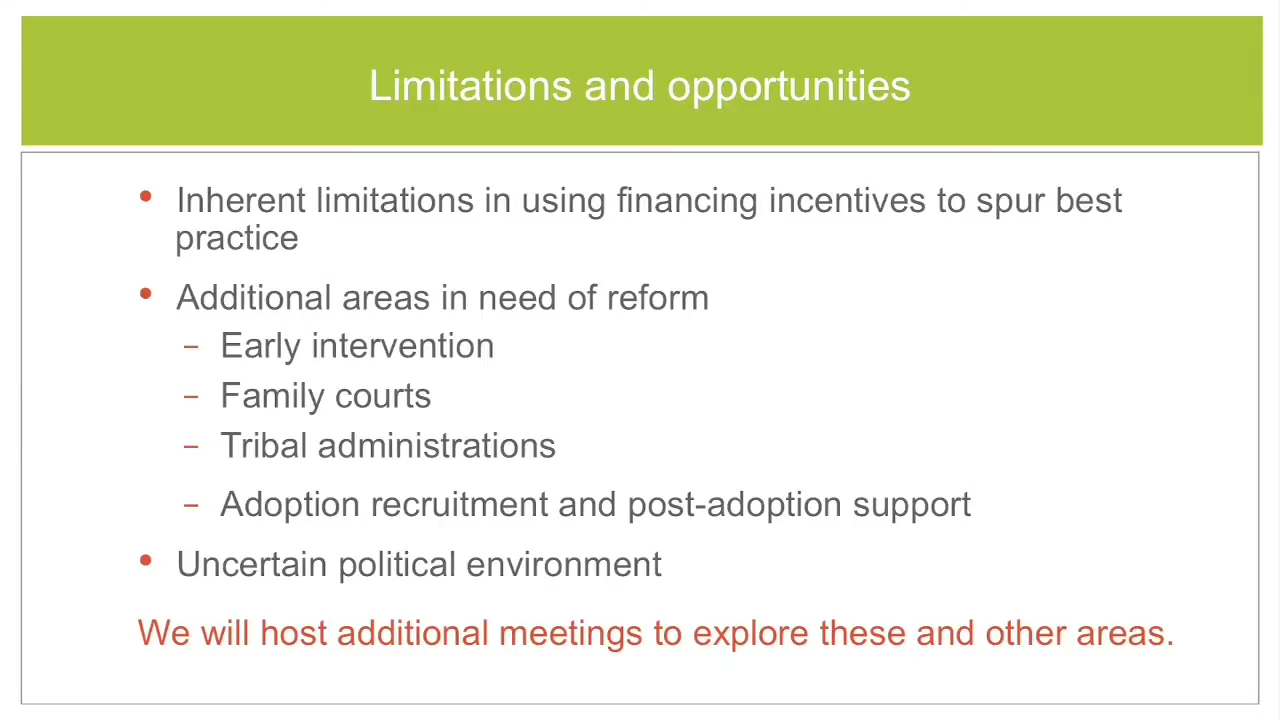 Limitations and opportunities
• Inherent limitations in using financing incentives to spur best
practice
• Additional areas in need of reform
– Early intervention
– Family courts
– Tribal administrations
– Adoption recruitment and post-adoption support
• Uncertain political environment
We will host additional meetings to explore these and other areas.